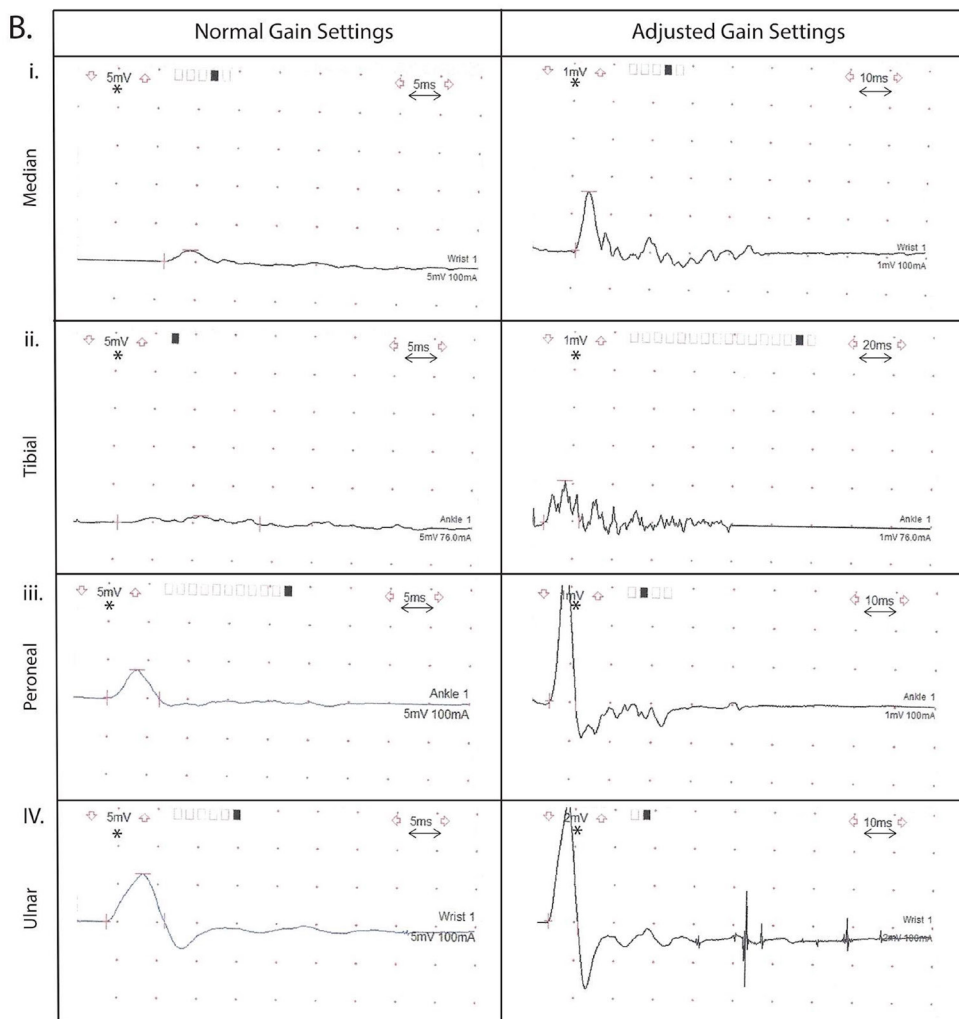 B.
Normal Gain Settings
Adjusted Gain Settings
i.
Median
5mV
*
5ms
Wrist 1
5mV 100mA
1mV
*
10ms
Wrist 1
1mV 100mA
ii.
Tibial
5mV
*
5ms
Ankle 1
5mV 76.0mA
1mV
*
20ms
Ankle 1
1mV 76.0mA
iii.
Peroneal
5mV
*
5ms
Ankle 1
5mV 100mA
1mV
*
10ms
Ankle 1
1mV 100mA
IV.
Ulnar
5mV
*
5ms
Wrist 1
5mV 100mA
2mV
*
10ms
Wrist 1
2mV 100mA